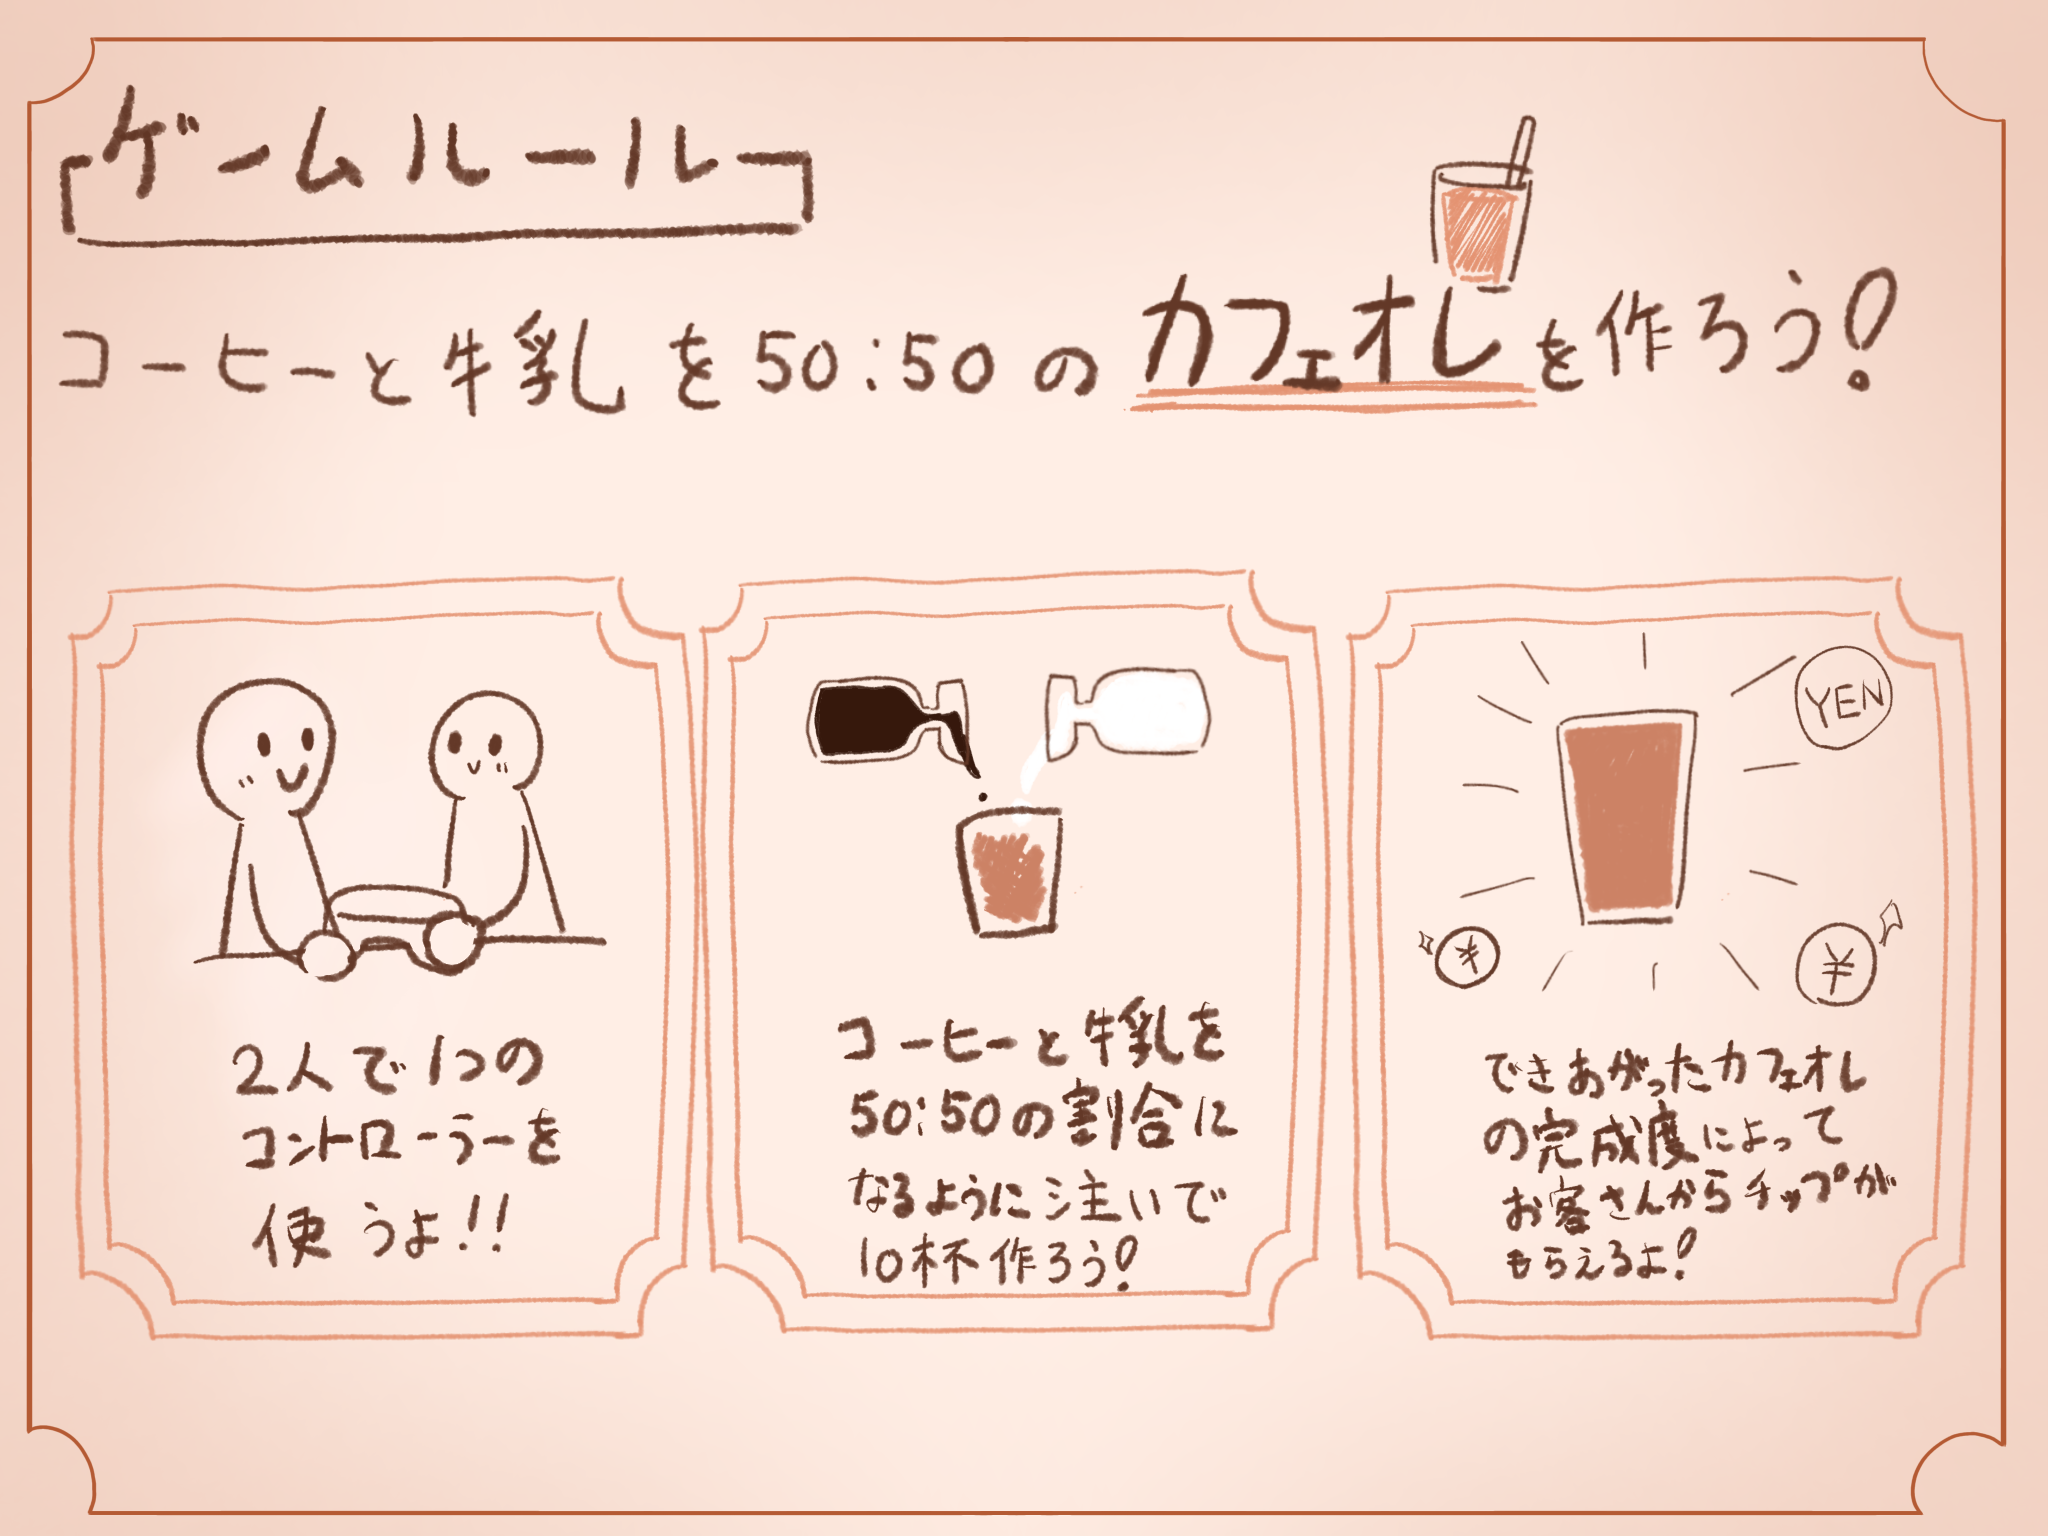 ゲームルール
コーヒーと牛乳を50:50のカフェオレを作ろう!
2人で1つの
コントローラーを
使うよ!!
コーヒーと牛乳を
50:50の割合に
なるように注いで
10杯作ろう!
YEN
¥
¥
できあがったカフェオレ
の完成度によって
お客さんからチップが
もらえるよ!